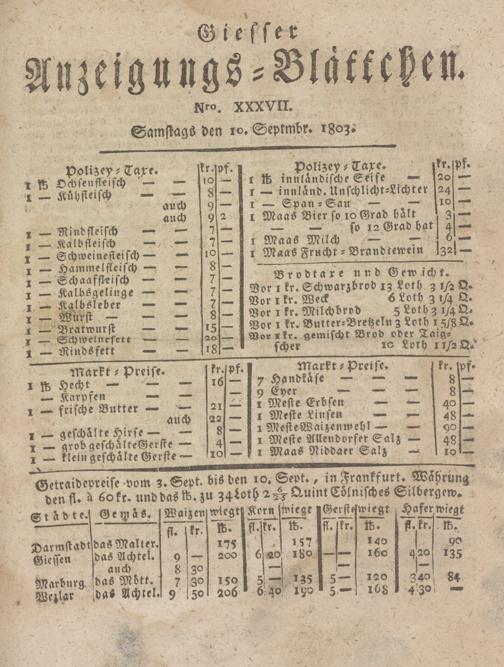 Giesser
Anzeigungs-Blättchen.
Nro. XXXVII.
Samstags den 10. Septmbr. 1803.
Polizey-Taxe. kr. pf.
1 ℔ Ochsenfleisch — — 10 —
1 — Kühfleisch — — 8 —
auch 9 —
auch 9 2
1 — Rindfleisch — — 7 —
1 — Kalbfleisch — — 7 —
1 — Schweinefleisch — — 10 —
1 — Hammelfleisch — — 8 —
1 — Schaaffleisch — — 7 —
1 — Kalbsgelinge — — 7 —
1 — Kalbsleber — — 7 —
1 — Wurst — — 8 —
1 — Bratwurst — — 15 —
1 — Schweinefett — — 20 —
1 — Rindsfett — — 18 —
Polizey-Taxe. kr. pf.
1 ℔ innländische Seife — 20 —
1 — innländ. Unschlicht-Lichter 24 —
1 — Span-Sau — — 10 —
1 Maas Bier so 10 Grad hält 3 —
— — so 12 Grad hat 4 —
1 Maas Milch — — 6 —
1 Maas Frucht-Brandtewein 32 —
Brodtaxe und Gewicht.
Vor 1 kr. Schwarzbrod 13 Loth 3 1/2 Q.
Vor 1 kr. Weck 6 Loth 3 1/4 Q.
Vor 1 kr. Milchbrod 5 Loth 3 1/4 Q.
Vor 1 kr. Butter-Bretzeln 3 Loth 1 5/8 Q.
Vor 1 kr. gemischt Brod oder Taig-
scher 10 Loth 1 1/2 Q.
Markt-Preise. kr. pf.
1 ℔ Hecht — — 16 —
1 — Karpfen —
1 — frische Butter — — 21 —
auch 22 —
1 — geschälte Hirse — — 8 —
1 — grob geschälte Gerste 4 —
1 — klein geschälte Gerste — 10 —
Markt-Preise.
7 Handkäse — — 8 —
9 Eyer — — 8 —
1 Meste Erbsen — — 40 —
1 Meste Linsen — — 48 —
1 Meste Waizenwehl — 90 —
1 Meste Allendorfer Salz — 48 —
1 Maas Niddaer Salz — 10 —
Getraidepreise vom 3. Sept. bis den 10. Sept., in Frankfurt. Währung
den fl. à 60 kr. und das ℔. zu 34 Loth 2 6/25 Quint Cölnisches Silbergew.
Städte. Gemäs. Waizen wiegt Korn wiegt Gerste wiegt Hafer wiegt
fl. kr. ℔. fl. kr. ℔. fl. kr. ℔. fl. kr. ℔.
Darmstadt das Malter. 175 157 140 90
Giessen das Achtel. 9 — 200 6 20 180 — — 160 4 20 135
auch 8 30
Marburg das Mött. 7 30 150 5 — 135 5 — 120 3 40 84
Wezlar das Achtel. 9 50 206 6 40 190 5 — 168 4 30 —